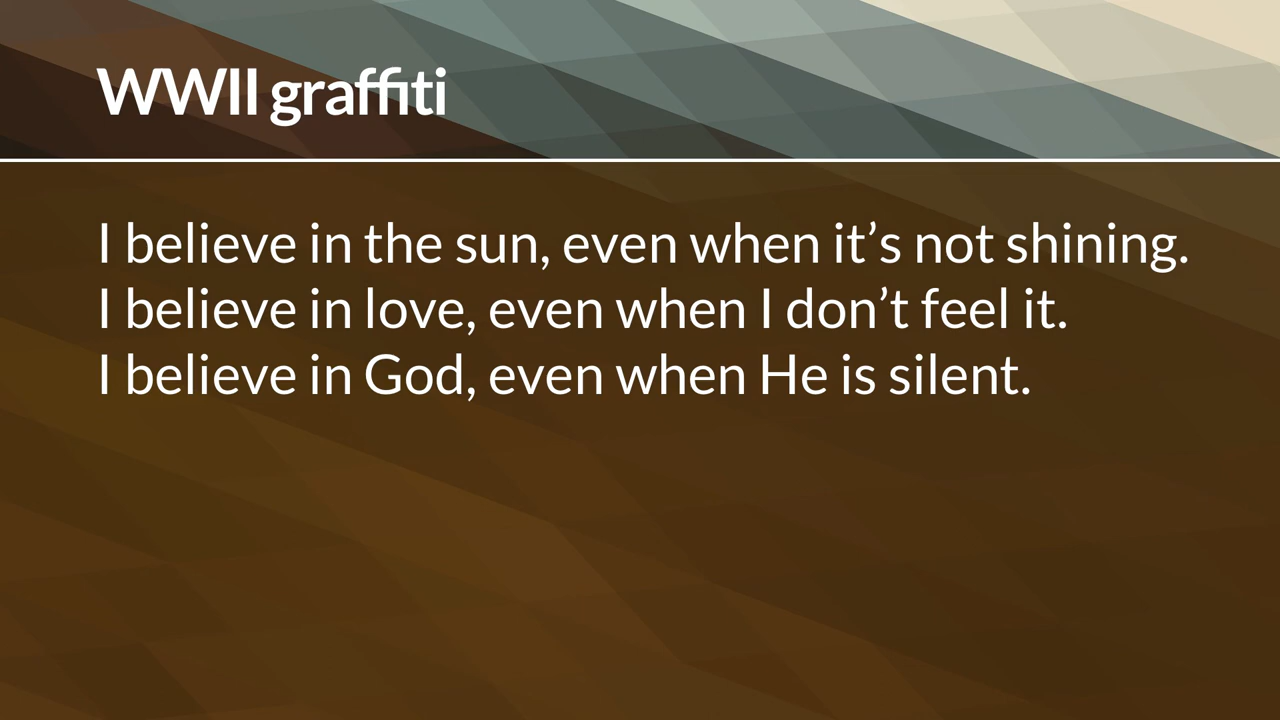 WWII graffiti
I believe in the sun, even when it’s not shining.
I believe in love, even when I don’t feel it.
I believe in God, even when He is silent.